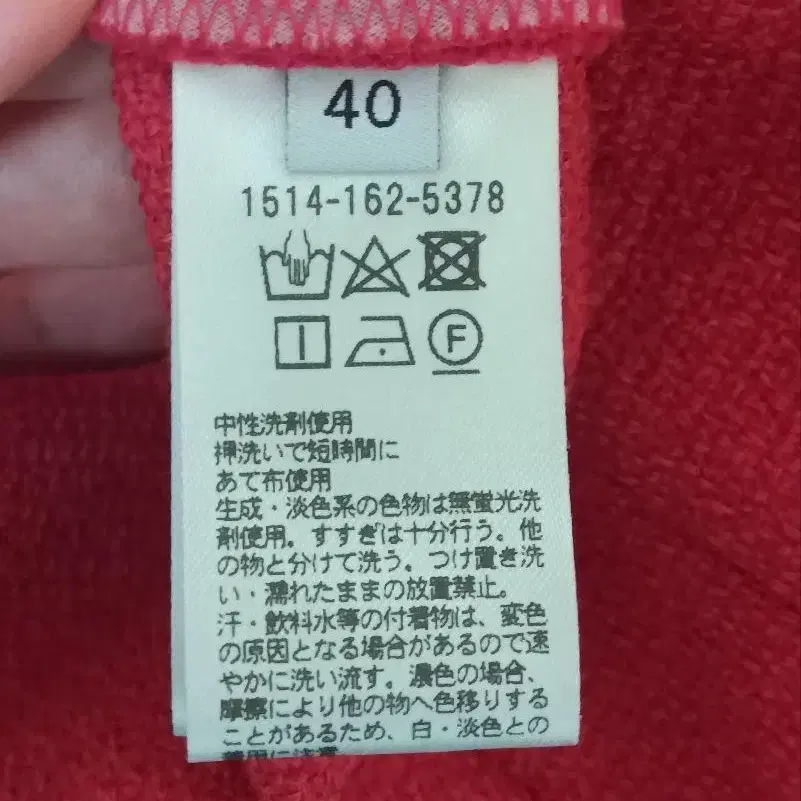 40
1514-162-5378
F
中性洗剤使用
押洗いで短時間に
あて布使用
生成・淡色系の色物は無蛍光洗
剤使用。すすぎは十分行う。他
の物と分けて洗う。つけ置き洗
い・濡れたままの放置禁止。
汗・飲料水等の付着物は、変色
の原因となる場合があるので速
やかに洗い流す。濃色の場合、
摩擦により他の物へ色移りする
ことがあるため、白・淡色との